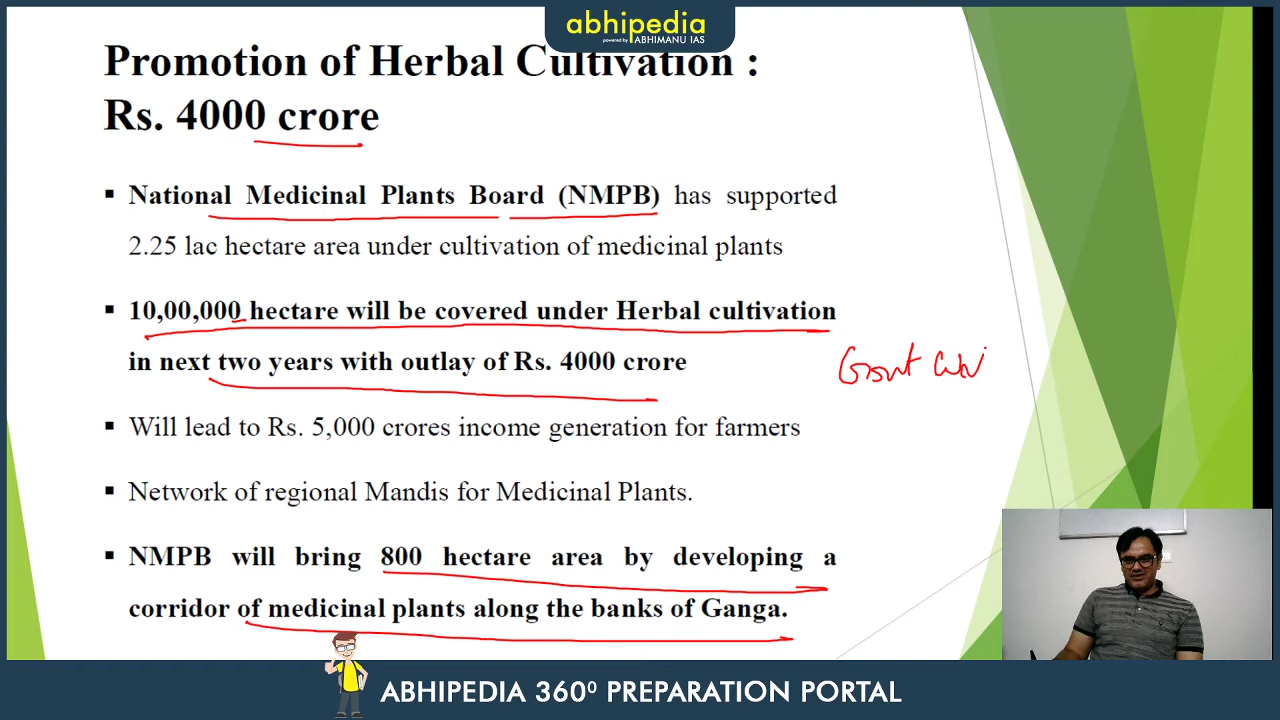 abhipedia
powered by ABHIMANU IAS
Promotion of Herbal Cultivation :
Rs. 4000 crore
▪ National Medicinal Plants Board (NMPB) has supported
2.25 lac hectare area under cultivation of medicinal plants
▪ 10,00,000 hectare will be covered under Herbal cultivation
in next two years with outlay of Rs. 4000 crore
▪ Will lead to Rs. 5,000 crores income generation for farmers
▪ Network of regional Mandis for Medicinal Plants.
▪ NMPB will bring 800 hectare area by developing a
corridor of medicinal plants along the banks of Ganga.
ABHIPEDIA 360⁰ PREPARATION PORTAL